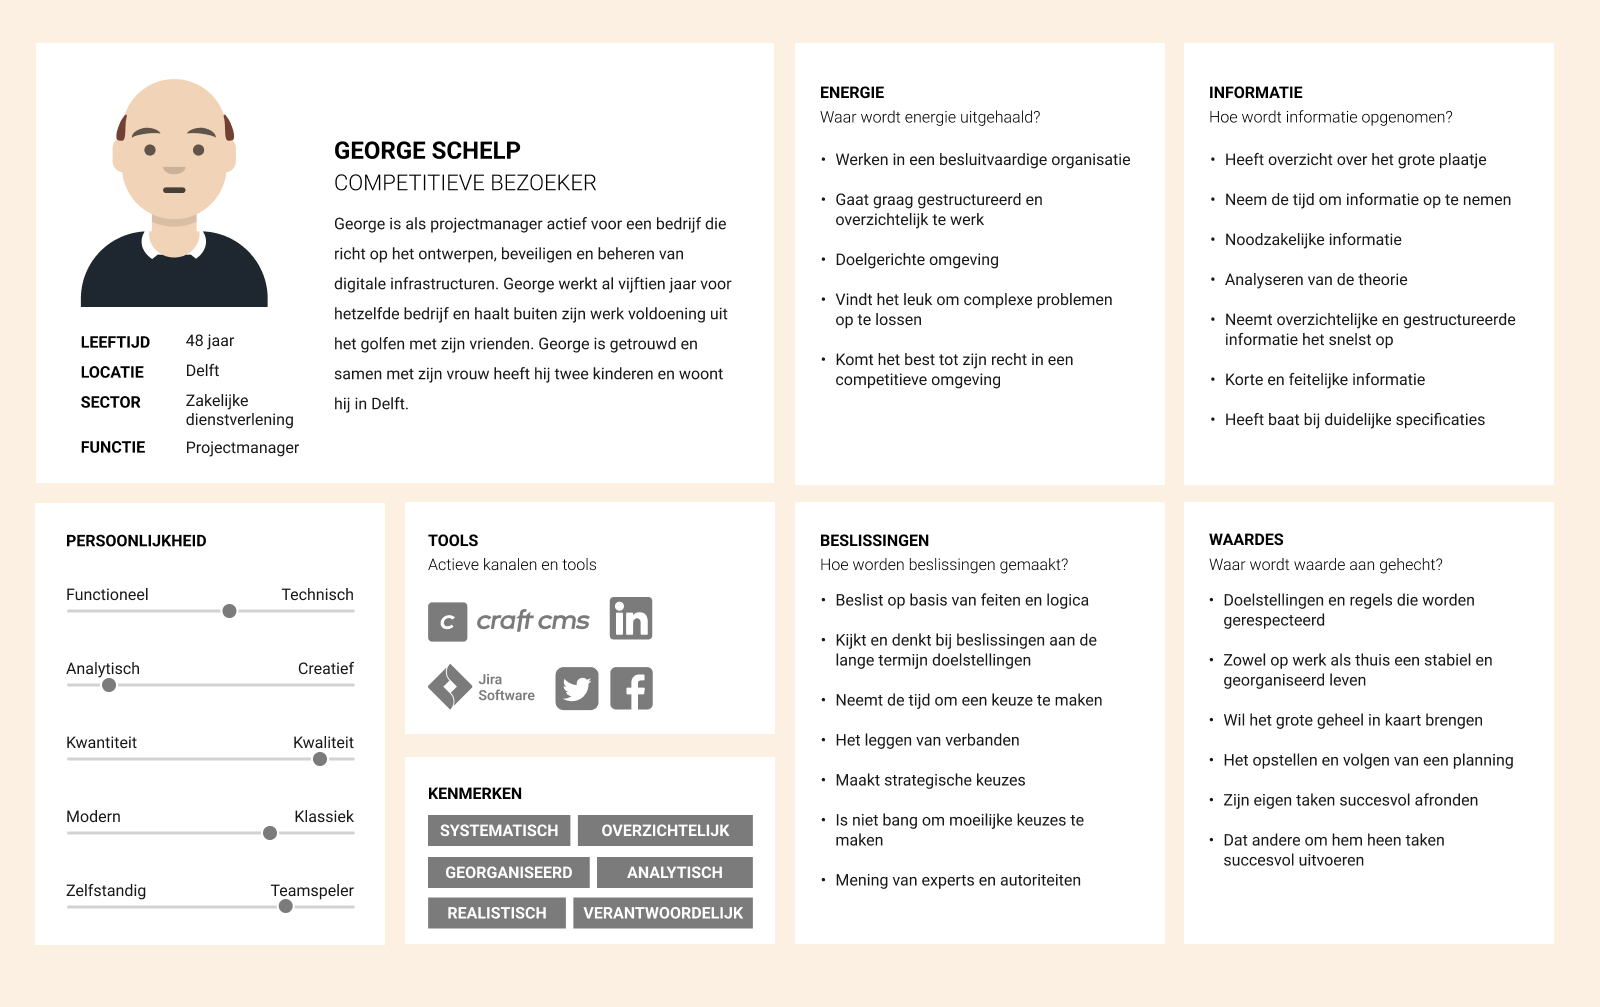 GEORGE SCHELP
COMPETITIEVE BEZOEKER
George is als projectmanager actief voor een bedrijf die
richt op het ontwerpen, beveiligen en beheren van
digitale infrastructuren. George werkt al vijftien jaar voor
hetzelfde bedrijf en haalt buiten zijn werk voldoening uit
het golfen met zijn vrienden. George is getrouwd en
samen met zijn vrouw heeft hij twee kinderen en woont
hij in Delft.
LEEFTIJD 48 jaar
LOCATIE Delft
SECTOR Zakelijke
dienstverlening
FUNCTIE Projectmanager
ENERGIE
Waar wordt energie uitgehaald?
• Werken in een besluitvaardige organisatie
• Gaat graag gestructureerd en
overzichtelijk te werk
• Doelgerichte omgeving
• Vindt het leuk om complexe problemen
op te lossen
• Komt het best tot zijn recht in een
competitieve omgeving
INFORMATIE
Hoe wordt informatie opgenomen?
• Heeft overzicht over het grote plaatje
• Neem de tijd om informatie op te nemen
• Noodzakelijke informatie
• Analyseren van de theorie
• Neemt overzichtelijke en gestructureerde
informatie het snelst op
• Korte en feitelijke informatie
• Heeft baat bij duidelijke specificaties
PERSOONLIJKHEID
Functioneel Technisch
Analytisch Creatief
Kwantiteit Kwaliteit
Modern Klassiek
Zelfstandig Teamspeler
TOOLS
Actieve kanalen en tools
c craft cms in
Jira
Software
f
KENMERKEN
SYSTEMATISCH OVERZICHTELIJK
GEORGANISEERD ANALYTISCH
REALISTISCH VERANTWOORDELIJK
BESLISSINGEN
Hoe worden beslissingen gemaakt?
• Beslist op basis van feiten en logica
• Kijkt en denkt bij beslissingen aan de
lange termijn doelstellingen
• Neemt de tijd om een keuze te maken
• Het leggen van verbanden
• Maakt strategische keuzes
• Is niet bang om moeilijke keuzes te
maken
• Mening van experts en autoriteiten
WAARDES
Waar wordt waarde aan gehecht?
• Doelstellingen en regels die worden
gerespecteerd
• Zowel op werk als thuis een stabiel en
georganiseerd leven
• Wil het grote geheel in kaart brengen
• Het opstellen en volgen van een planning
• Zijn eigen taken succesvol afronden
• Dat andere om hem heen taken
succesvol uitvoeren